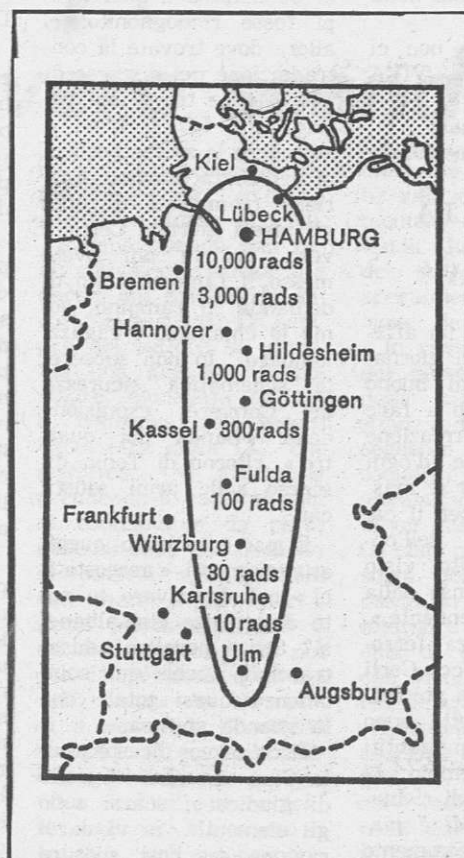 Kiel
Lübeck
HAMBURG
10,000 rads
Bremen
3,000 rads
Hannover
Hildesheim
1,000 rads
Göttingen
Kassel 300 rads
Fulda
100 rads
Frankfurt
Würzburg
30 rads
Karlsruhe
10 rads
Stuttgart Ulm
Augsburg